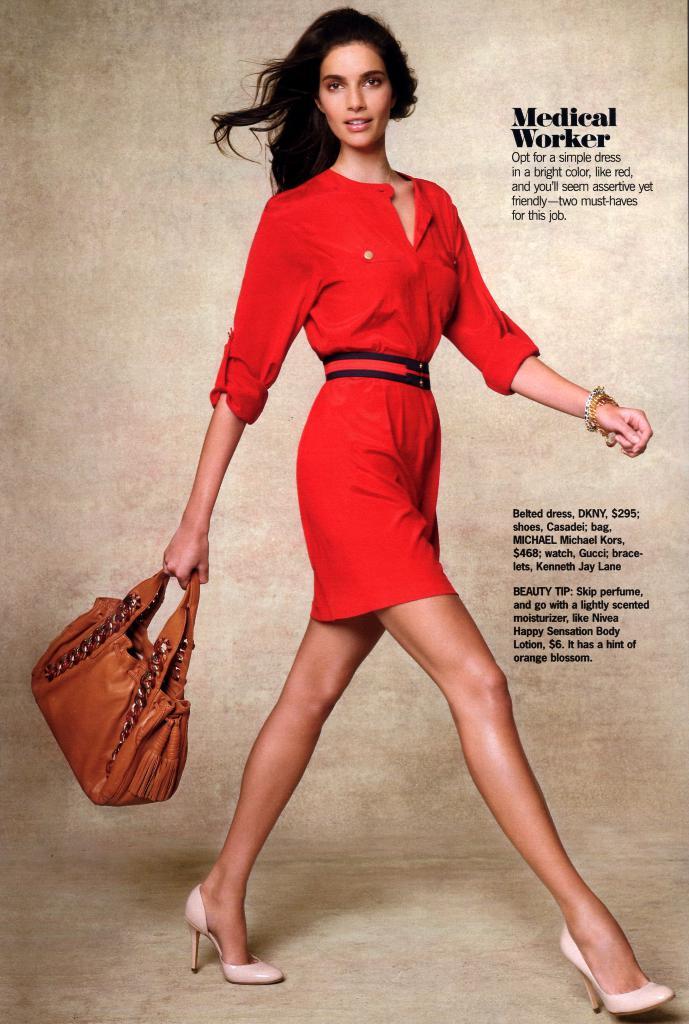 Medical
Worker
Opt for a simple dress
in a bright color, like red,
and you'll seem assertive yet
friendly—two must-haves
for this job.
Belted dress, DKNY, $295;
shoes, Casadei; bag,
MICHAEL Michael Kors,
$468; watch, Gucci; brace-
lets, Kenneth Jay Lane
BEAUTY TIP: Skip perfume,
and go with a lightly scented
moisturizer, like Nivea
Happy Sensation Body
Lotion, $6. It has a hint of
orange blossom.